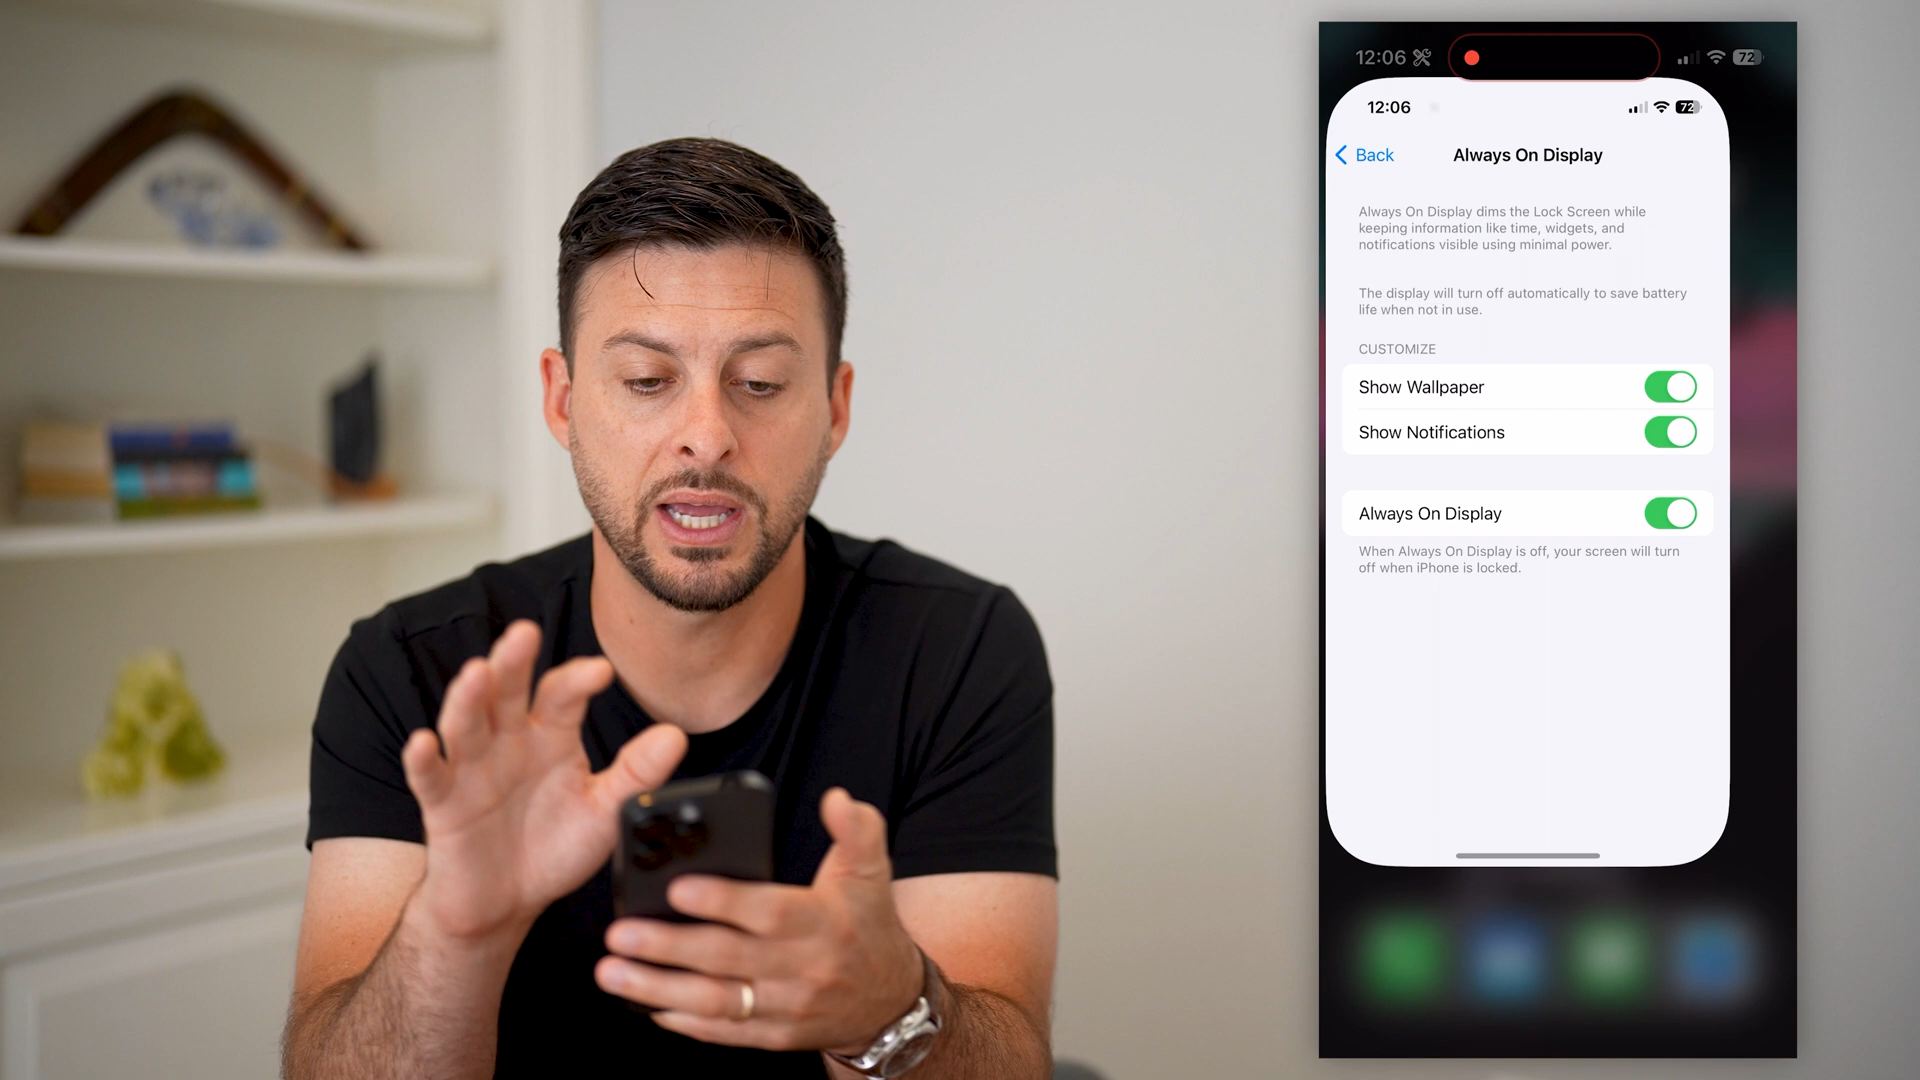 12:06
72
12:06
72
Back
Always On Display
Always On Display dims the Lock Screen while
keeping information like time, widgets, and
notifications visible using minimal power.
The display will turn off automatically to save battery
life when not in use.
CUSTOMIZE
Show Wallpaper
Show Notifications
Always On Display
When Always On Display is off, your screen will turn
off when iPhone is locked.